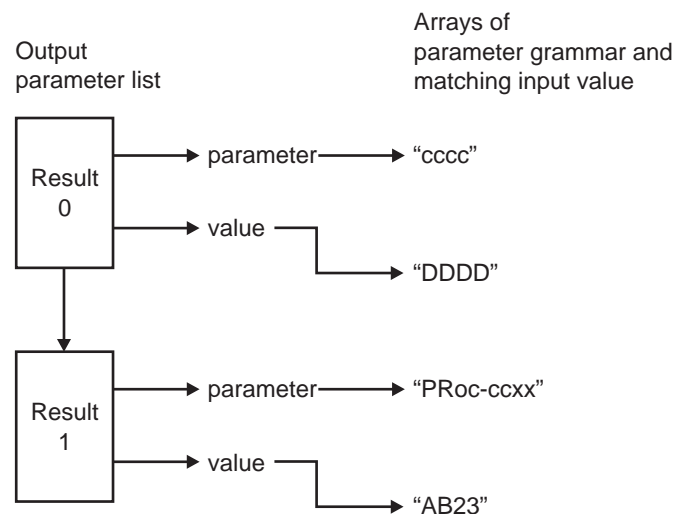 Output
parameter list
Arrays of
parameter grammar and
matching input value
Result
0
parameter
“cccc”
value
“DDDD”
Result
1
parameter
“PRoc-ccxx”
value
“AB23”